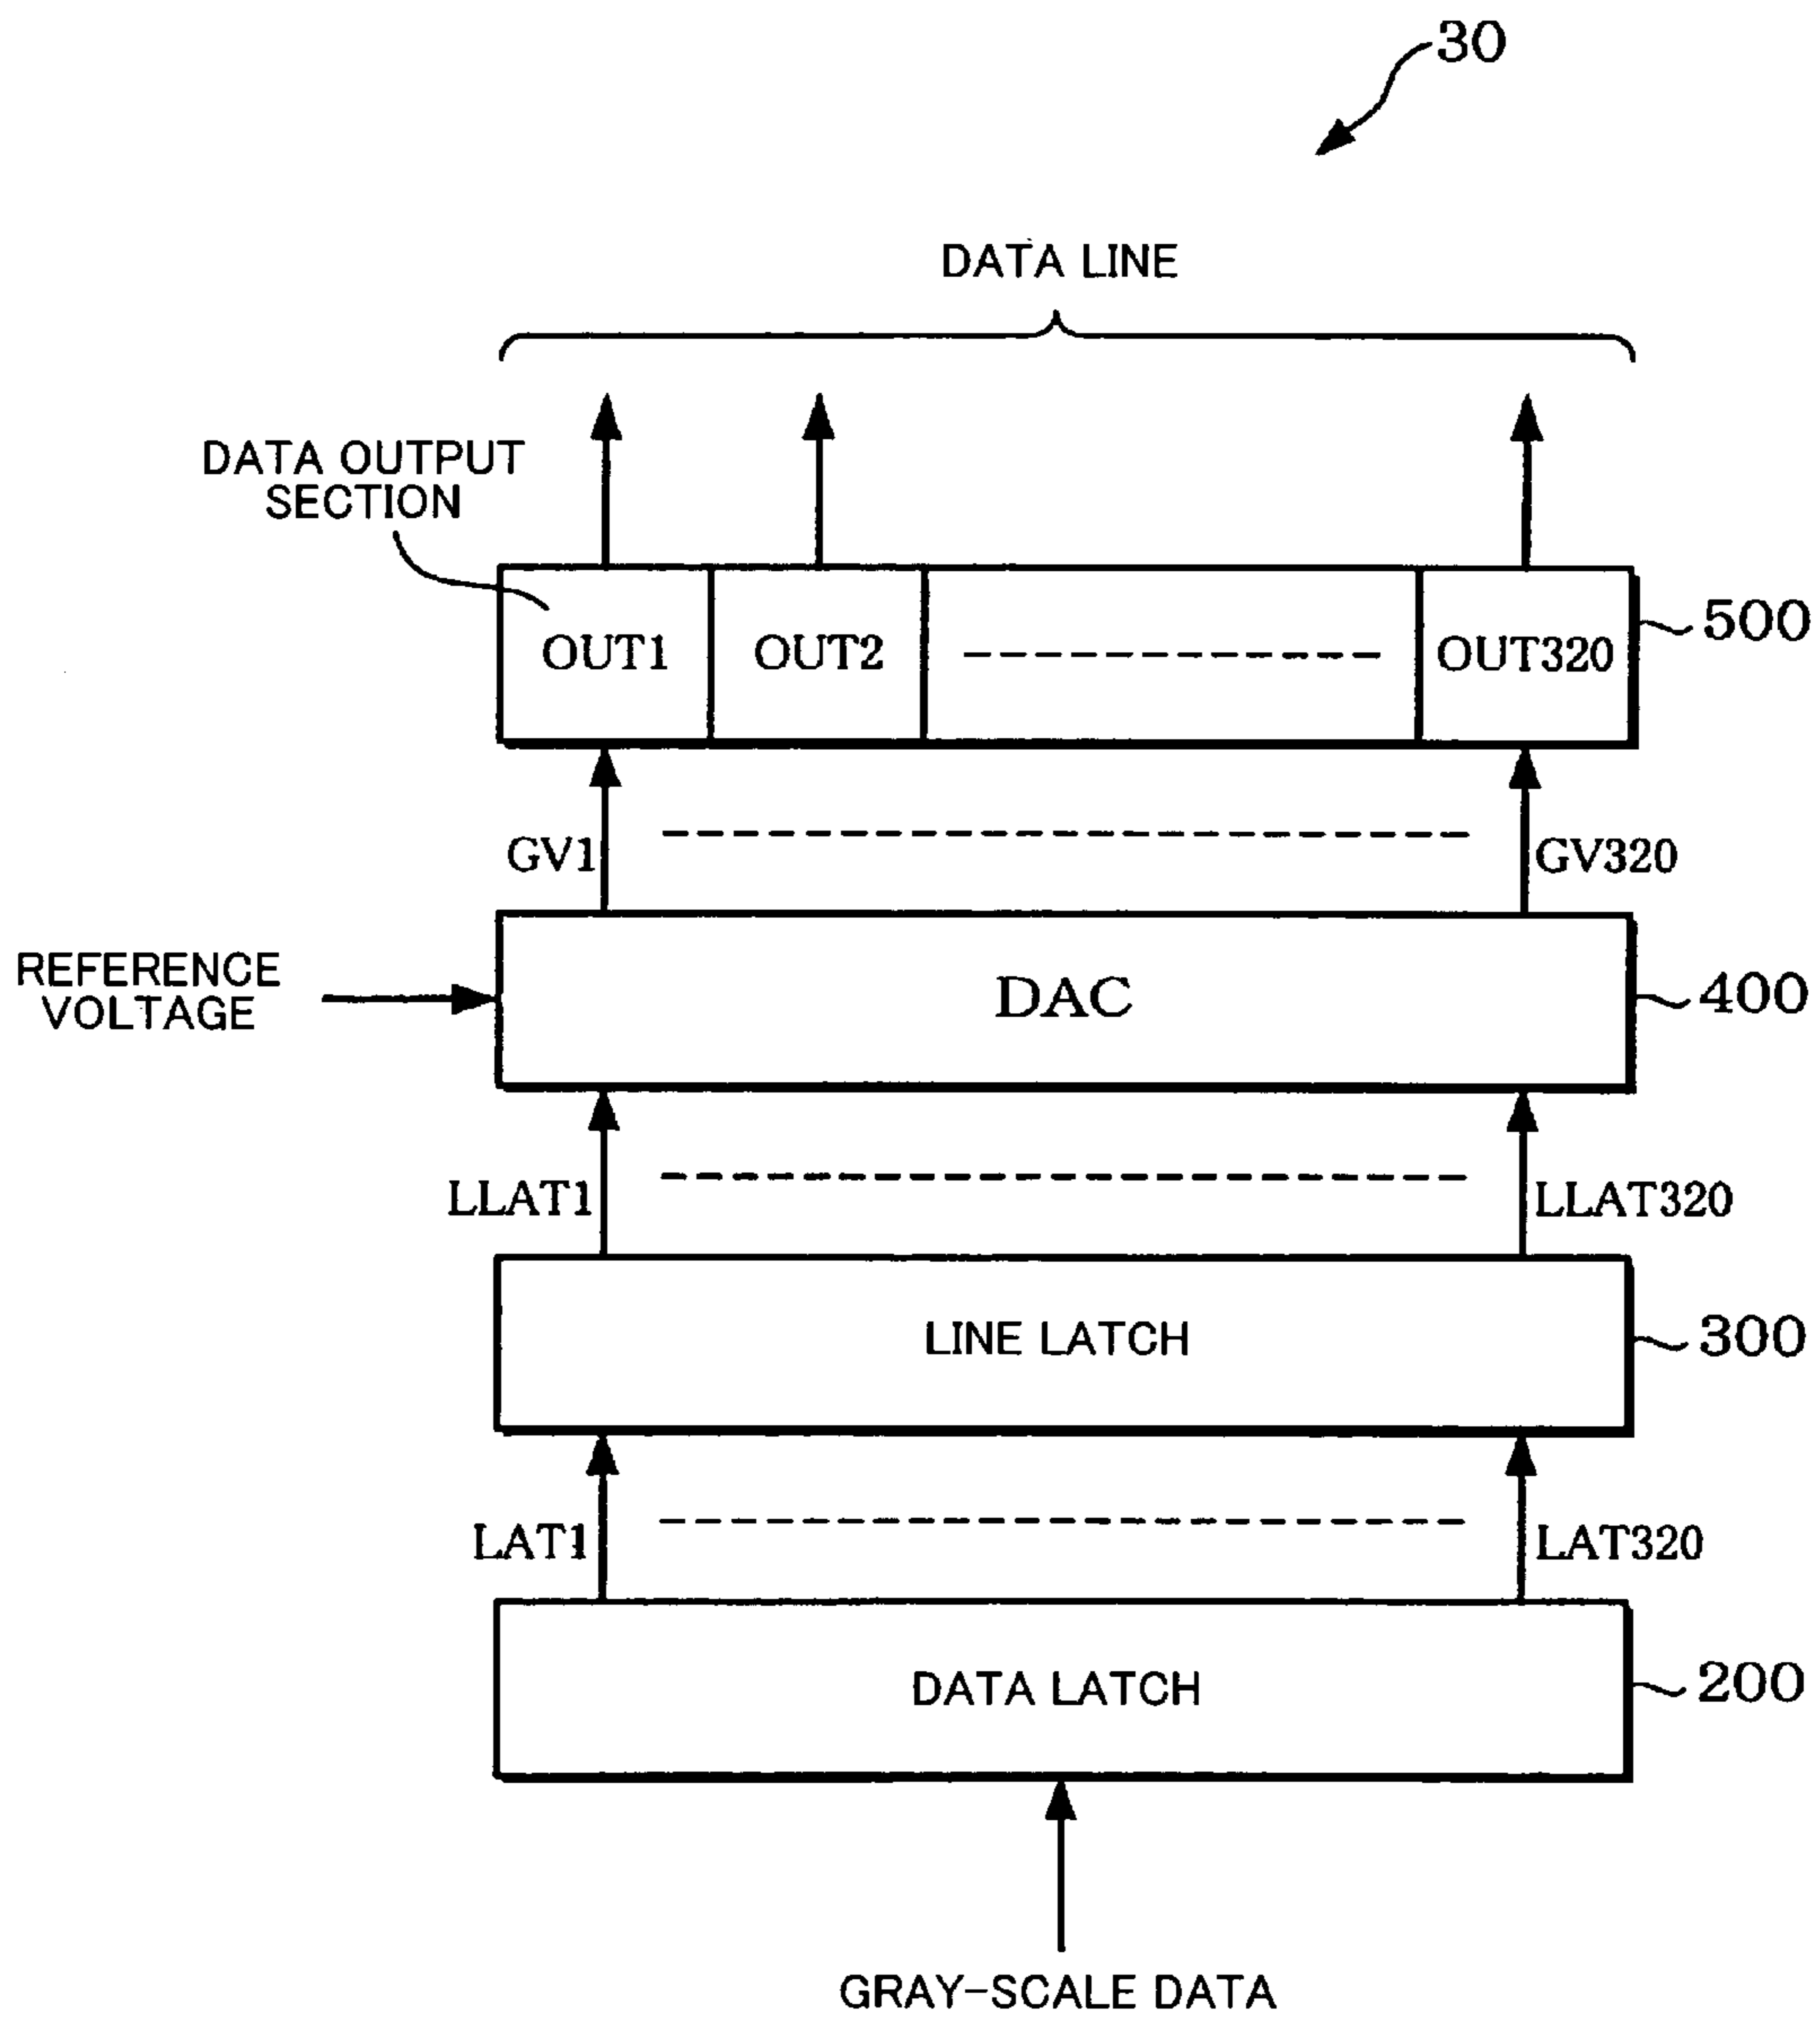 30
DATA LINE
DATA OUTPUT
SECTION
OUT1
OUT2
OUT320
500
GV1
GV320
REFERENCE
VOLTAGE
DAC
400
LLAT1
LLAT320
LINE LATCH
300
LAT1
LAT320
DATA LATCH
200
GRAY-SCALE DATA